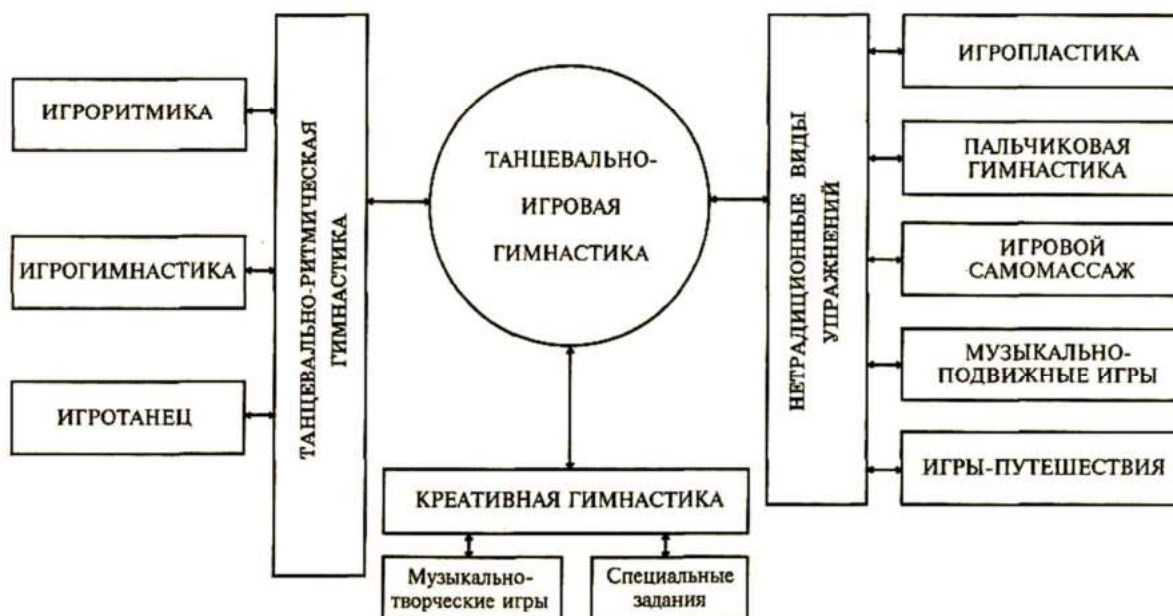 ИГРОРИТМИКА
ИГРОГИМНАСТИКА
ИГРОТАНЕЦ
ТАНЦЕВАЛЬНО-РИТМИЧЕСКАЯ
ГИМНАСТИКА
ТАНЦЕВАЛЬНО-
ИГРОВАЯ
ГИМНАСТИКА
КРЕАТИВНАЯ ГИМНАСТИКА
Музыкально-
творческие игры
Специальные
задания
НЕТРАДИЦИОННЫЕ ВИДЫ
УПРАЖНЕНИЙ
ИГРОПЛАСТИКА
ПАЛЬЧИКОВАЯ
ГИМНАСТИКА
ИГРОВОЙ
САМОМАССАЖ
МУЗЫКАЛЬНО-
ПОДВИЖНЫЕ ИГРЫ
ИГРЫ-ПУТЕШЕСТВИЯ